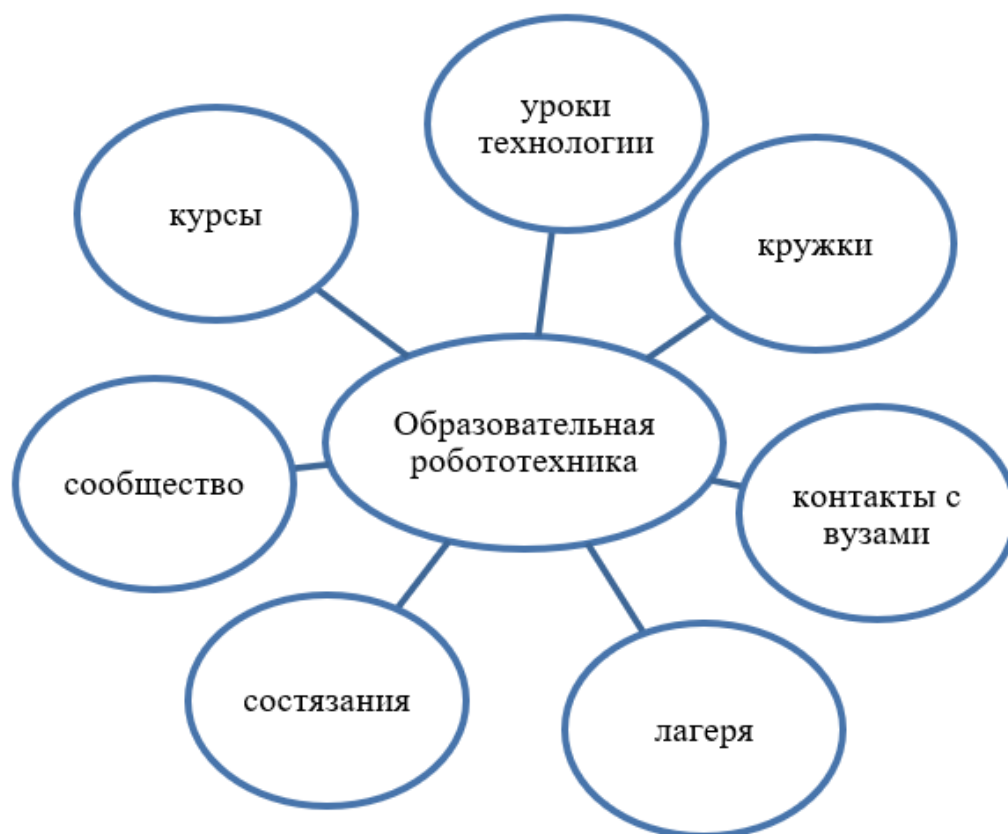 уроки
технологии
курсы
кружки
Образовательная
робототехника
сообщество
контакты с
вузами
состязания
лагеря